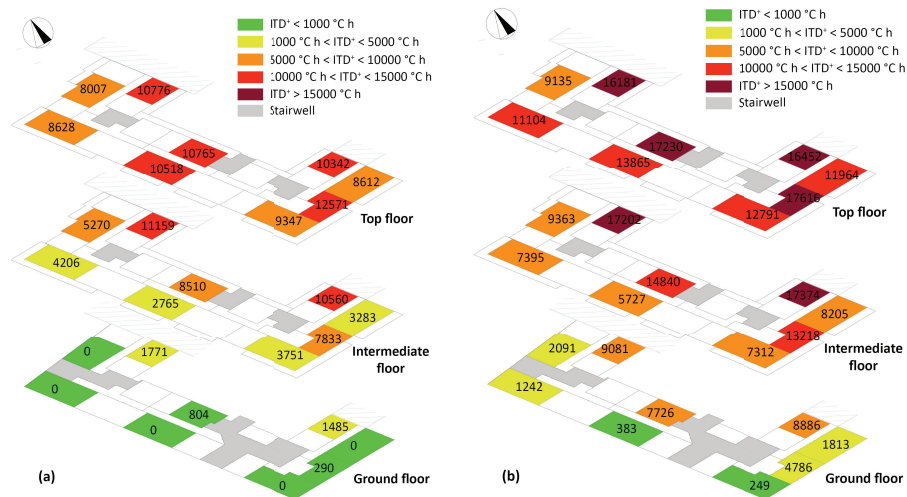 ITD⁺ < 1000 °C h
1000 °C h < ITD⁺ < 5000 °C h
5000 °C h < ITD⁺ < 10000 °C h
10000 °C h < ITD⁺ < 15000 °C h
ITD⁺ > 15000 °C h
Stairwell
8007
10776
8628
10765
10518
10342
8612
12571
9347
Top floor
5270
11159
4206
8510
2765
10560
3283
7833
3751
Intermediate
floor
0
1771
0
804
0
1485
0
290
0
Ground floor
(a)
ITD⁺ < 1000 °C h
1000 °C h < ITD⁺ < 5000 °C h
5000 °C h < ITD⁺ < 10000 °C h
10000 °C h < ITD⁺ < 15000 °C h
ITD⁺ > 15000 °C h
Stairwell
9135
16181
11104
17230
13865
16452
11964
17616
12791
Top floor
9363
17202
7395
14840
5727
17374
8205
13218
7312
Intermediate
floor
2091
9081
1242
7726
383
8886
1813
4786
249
Ground floor
(b)